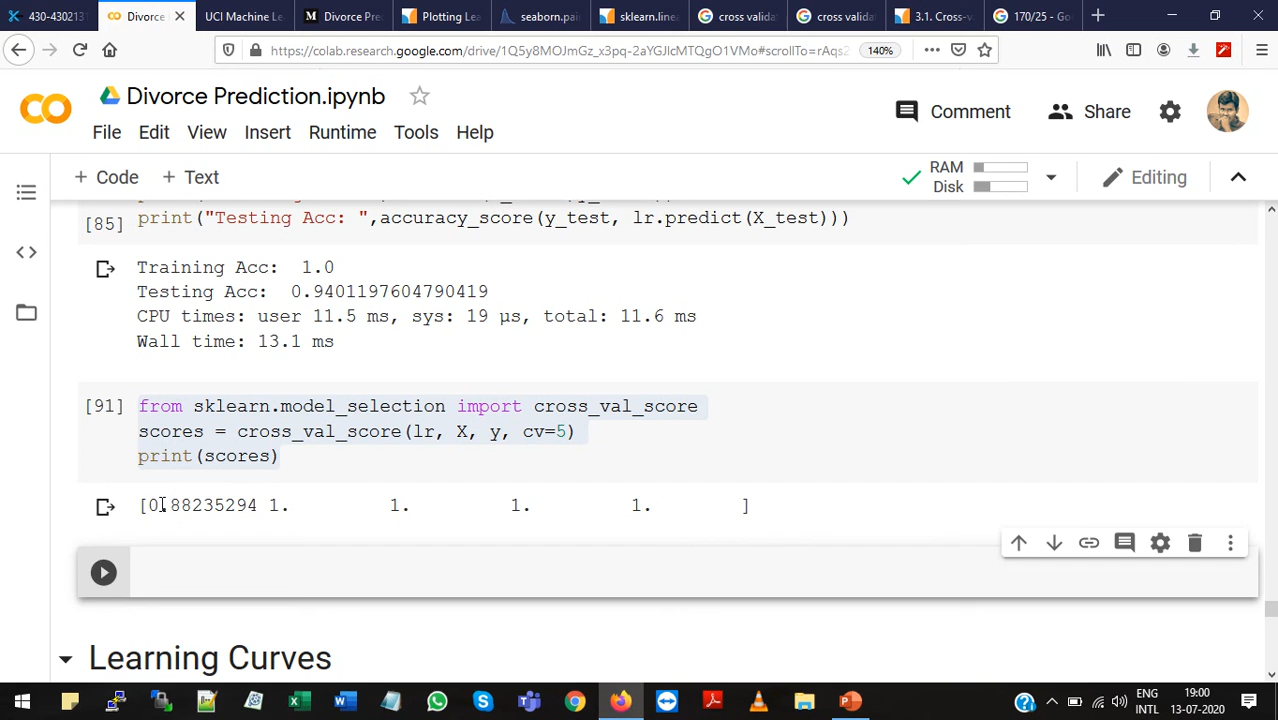 430-4302131
Divorce
UCI Machine Le
Divorce Pre
Plotting Lea
seaborn.pai
sklearn.line
cross valida
cross valida
3.1. Cross-v
170/25 - Go
https://colab.research.google.com/drive/
140%
Divorce Prediction.ipynb
Comment
Share
File Edit View Insert Runtime Tools Help
+ Code + Text
RAM
Disk
Editing
[85] print("Testing Acc: ",accuracy_score(y_test, lr.predict(X_test)))
Training Acc:  1.0
Testing Acc:  0.9401197604790419
CPU times: user 11.5 ms, sys: 19 µs, total: 11.6 ms
Wall time: 13.1 ms
[91] from sklearn.model_selection import cross_val_score
scores = cross_val_score(lr, X, y, cv=5)
print(scores)
[0.88235294 1. 1. 1. 1. ]
Learning Curves
ENG
INTL
19:00
13-07-2020